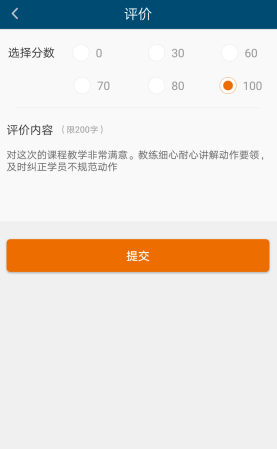 评价
选择分数 0 30 60
70 80 100
评价内容 （限200字）
对这次的课程教学非常满意。教练细心耐心讲解动作要领，
及时纠正学员不规范动作
提交